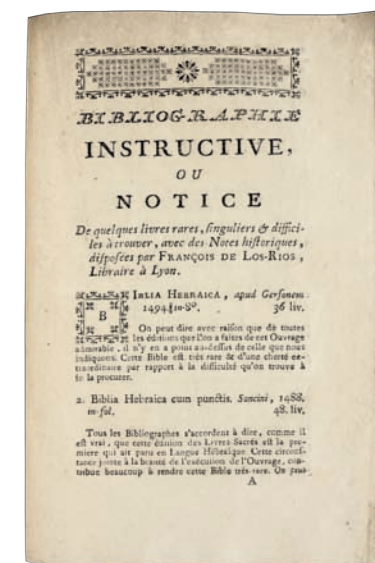 BIBLIOGRAPHIE
INSTRUCTIVE,
OU
NOTICE
De quelques livres rares, ſinguliers & diffici-
les à trouver, avec des Notes hiſtoriques,
diſpoſées par FRANÇOIS DE LOS-RIOS,
Libraire à Lyon.
BIBLIA HEBRAICA, apud Gerſonem
1494 in-8º. 36 liv.
On peut dire avec raiſon que de toutes
les éditions que l'on a faites de cet Ouvrage
admirable, il n'y en a point au-deſſus de celle que nous
indiquons. Cette Bible eſt très rare & d'une cherté ex-
traordinaire par rapport à la difficulté qu'on trouve à
ſe la procurer.
2. Biblia Hebraica cum punctis. Soncini, 1488.
in-fol. 48. liv.
Tous les Bibliographes s'accordent à dire, comme il
eſt vrai, que cette édition des Livres Sacrés eſt la pre-
miere qui ait paru en Langue Hébraïque. Cette circonſ-
tance jointe à la beauté de l'exécution de l'Ouvrage, con-
tribue beaucoup à rendre cette Bible très-rare. On peut
A